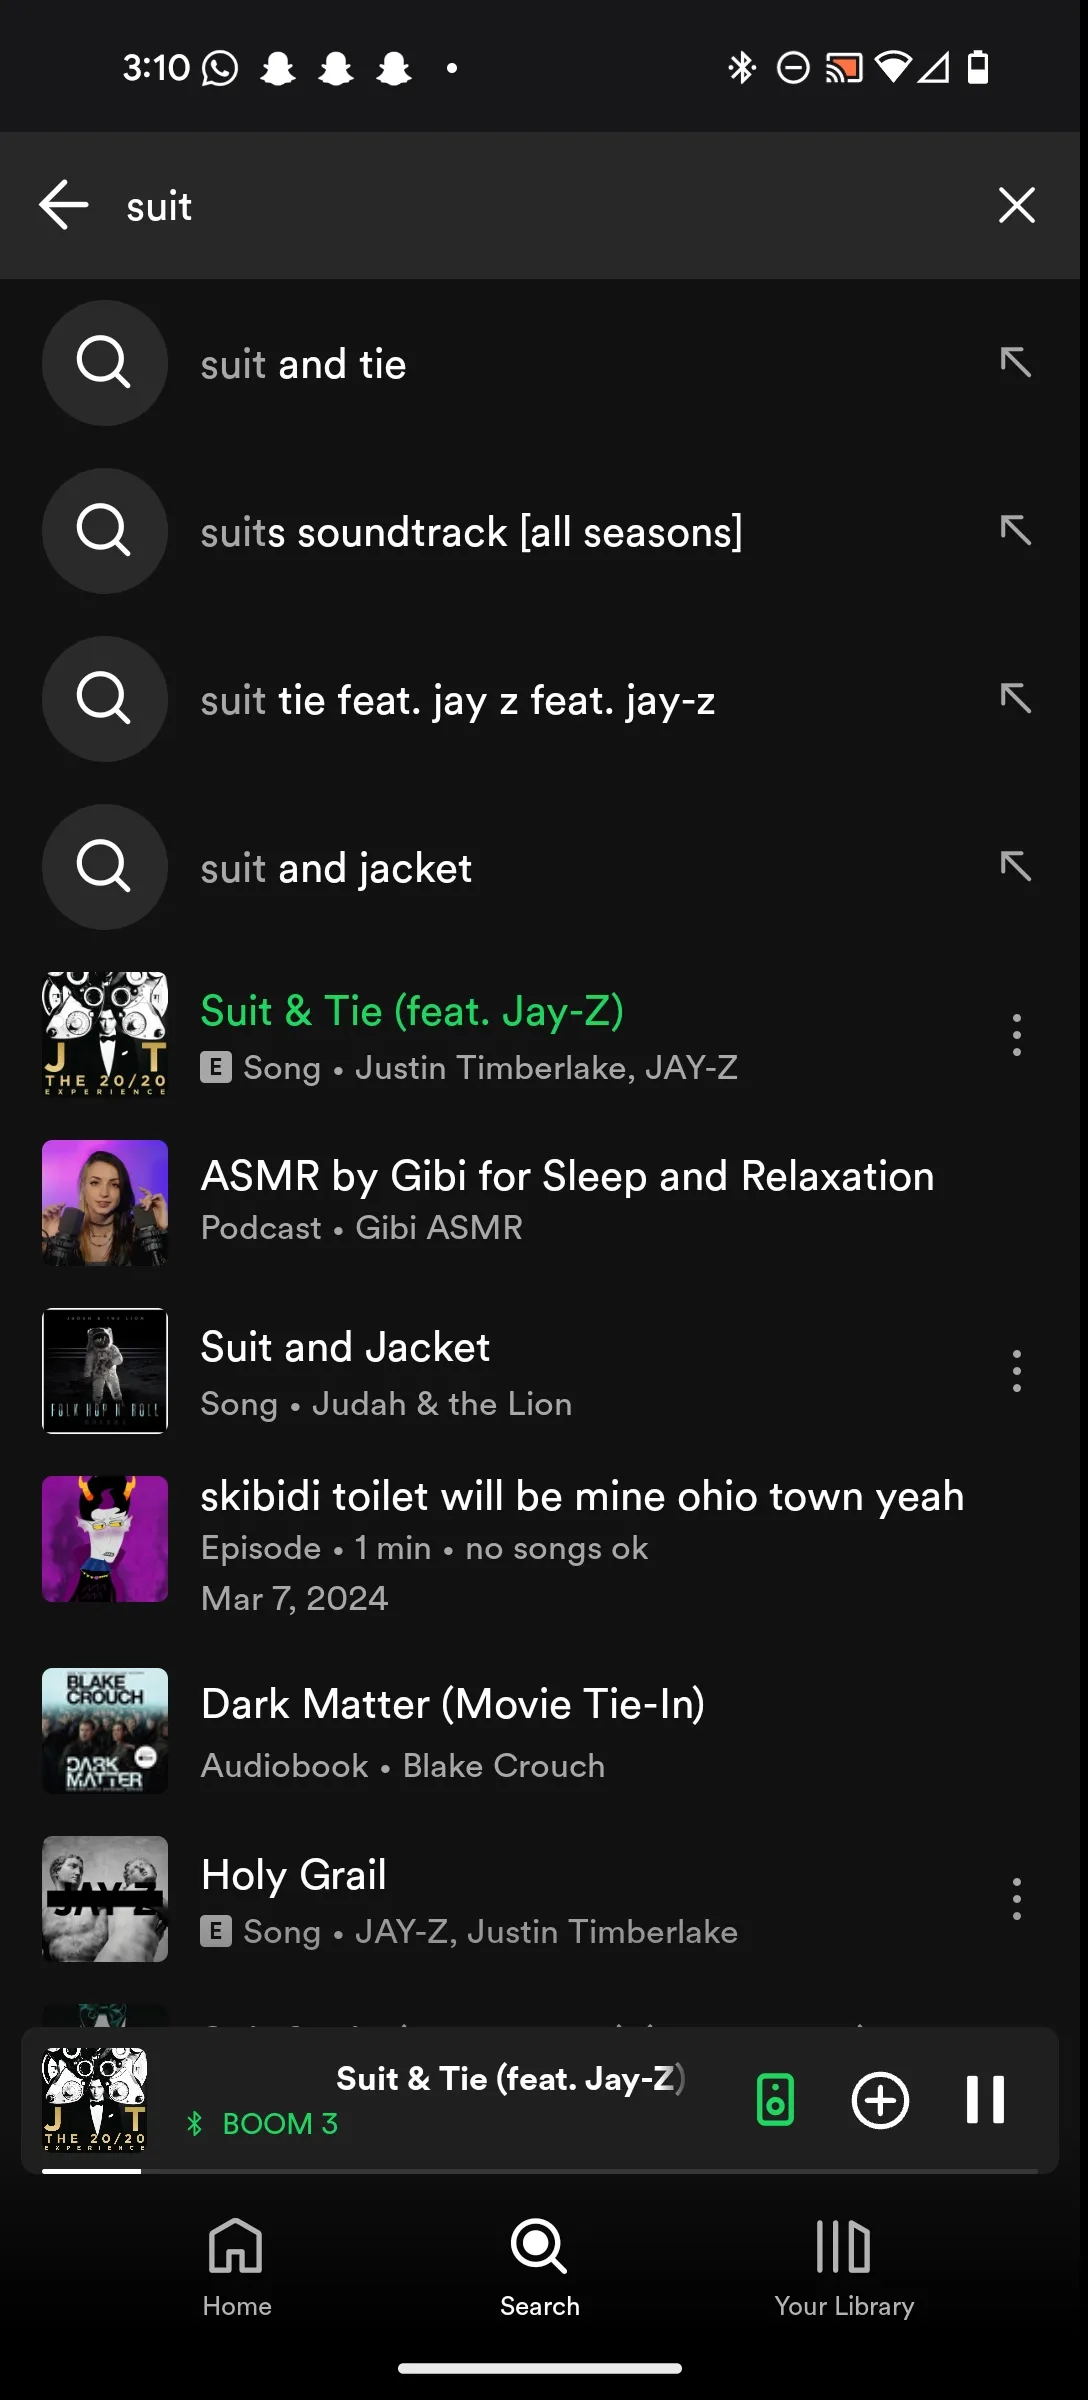 3:10
suit
suit and tie
suits soundtrack [all seasons]
suit tie feat. jay z feat. jay-z
suit and jacket
J T
THE 20/20
EXPERIENCE
Suit & Tie (feat. Jay-Z)
E Song • Justin Timberlake, JAY-Z
ASMR by Gibi for Sleep and Relaxation
Podcast • Gibi ASMR
JUDAH & THE LION
FOLK HOP N' ROLL
Suit and Jacket
Song • Judah & the Lion
skibidi toilet will be mine ohio town yeah
Episode • 1 min • no songs ok
Mar 7, 2024
BLAKE
CROUCH
DARK
MATTER
Dark Matter (Movie Tie-In)
Audiobook • Blake Crouch
JAY Z
Holy Grail
E Song • JAY-Z, Justin Timberlake
J T
THE 20/20
EXPERIENCE
Suit & Tie (feat. Jay-Z)
BOOM 3
Home
Search
Your Library